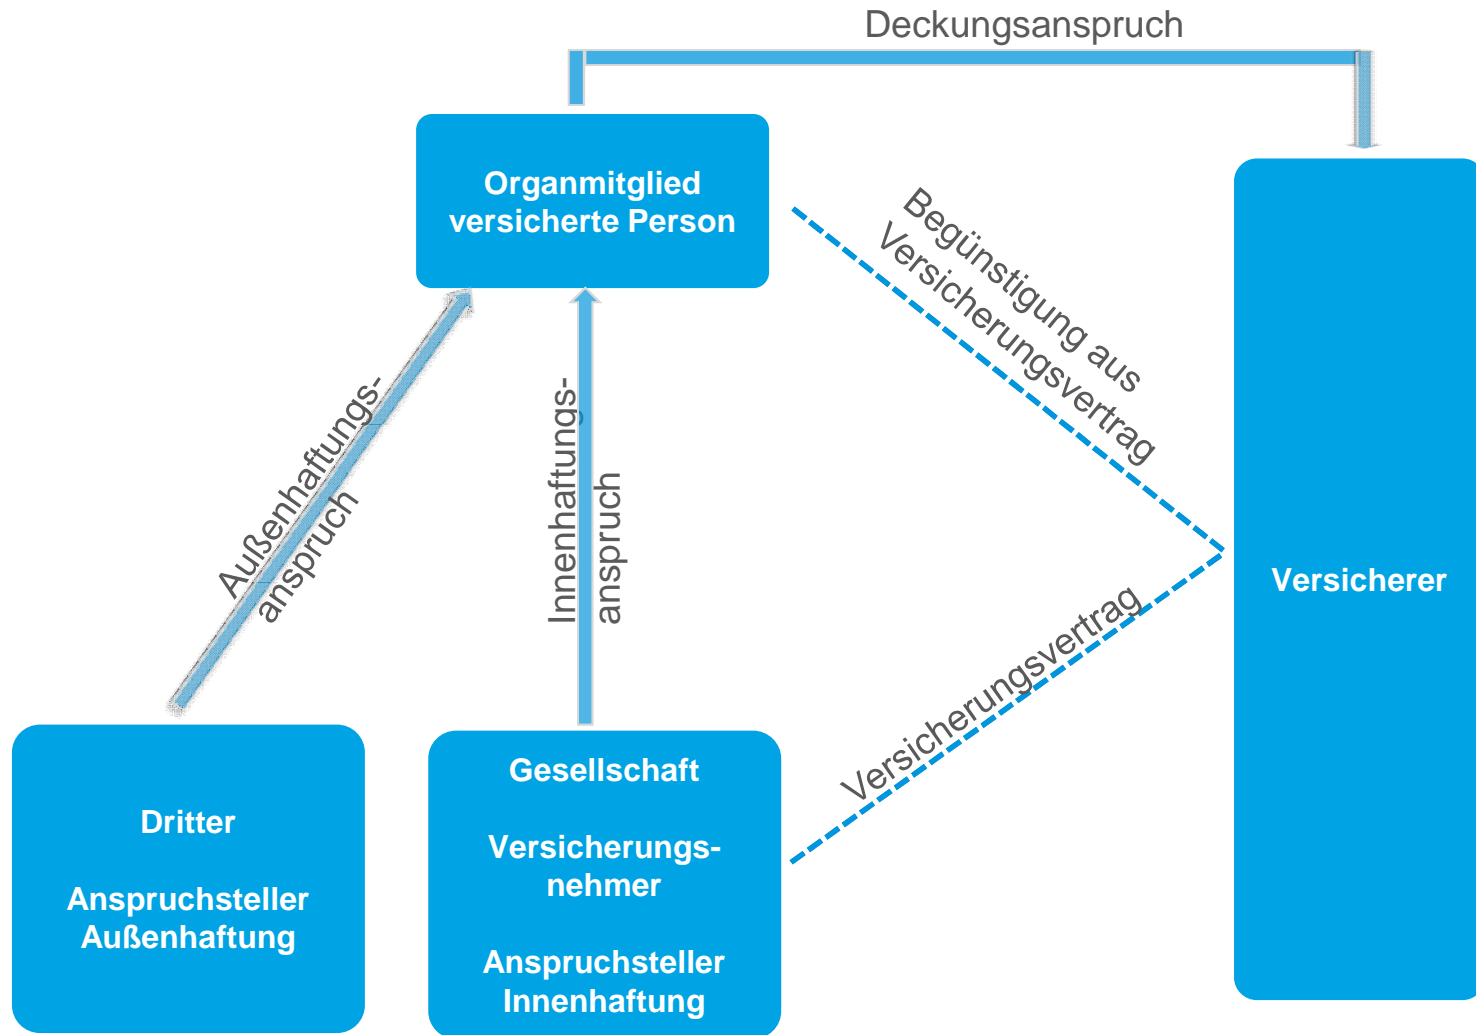 Deckungsanspruch
Organmitglied
versicherte Person
Begünstigung aus
Versicherungsvertrag
Außenhaftungs-
anspruch
Innenhaftungs-
anspruch
Versicherer
Versicherungsvertrag
Dritter
Anspruchsteller
Außenhaftung
Gesellschaft
Versicherungs-
nehmer
Anspruchsteller
Innenhaftung